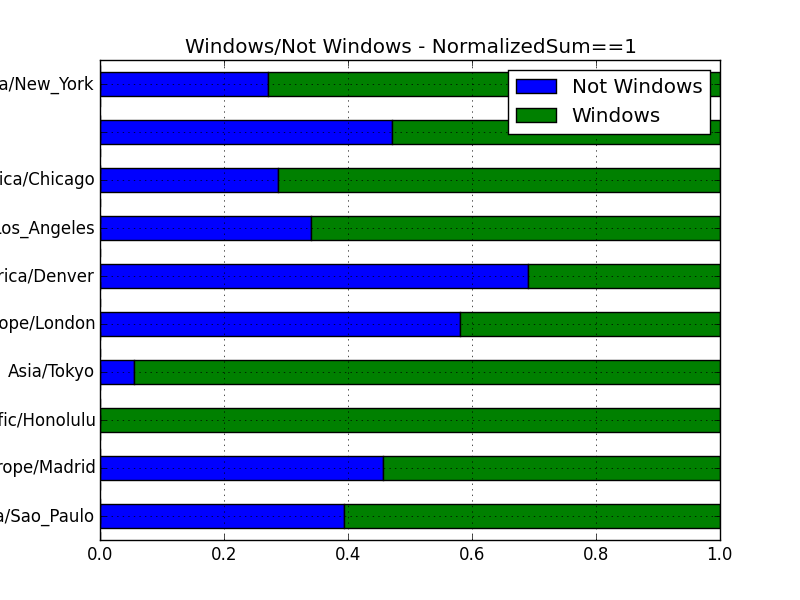 Windows/Not Windows - NormalizedSum==1
a/New_York
Not Windows
Windows
ica/Chicago
Los_Angeles
rica/Denver
ope/London
Asia/Tokyo
fic/Honolulu
rope/Madrid
a/Sao_Paulo
0.0 0.2 0.4 0.6 0.8 1.0